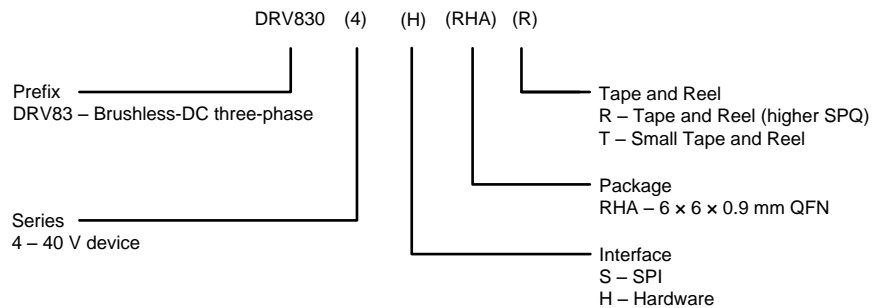 DRV830 (4) (H) (RHA) (R)
Prefix
DRV83 – Brushless-DC three-phase
Series
4 – 40 V device
Tape and Reel
R – Tape and Reel (higher SPQ)
T – Small Tape and Reel
Package
RHA – 6 × 6 × 0.9 mm QFN
Interface
S – SPI
H – Hardware